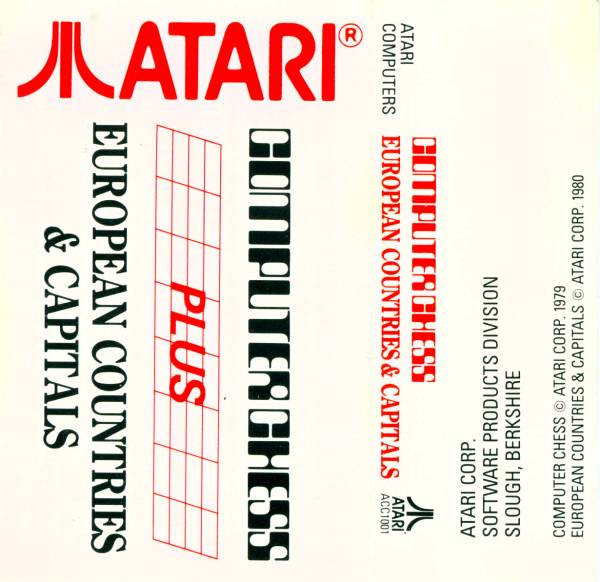 ATARI®
COMPUTER CHESS
PLUS
EUROPEAN COUNTRIES
& CAPITALS
ATARI
COMPUTERS
COMPUTER CHESS
EUROPEAN COUNTRIES & CAPITALS
ATARI
ACC1001
ATARI CORP.
SOFTWARE PRODUCTS DIVISION
SLOUGH, BERKSHIRE
COMPUTER CHESS © ATARI CORP. 1979
EUROPEAN COUNTRIES & CAPITALS © ATARI CORP. 1980